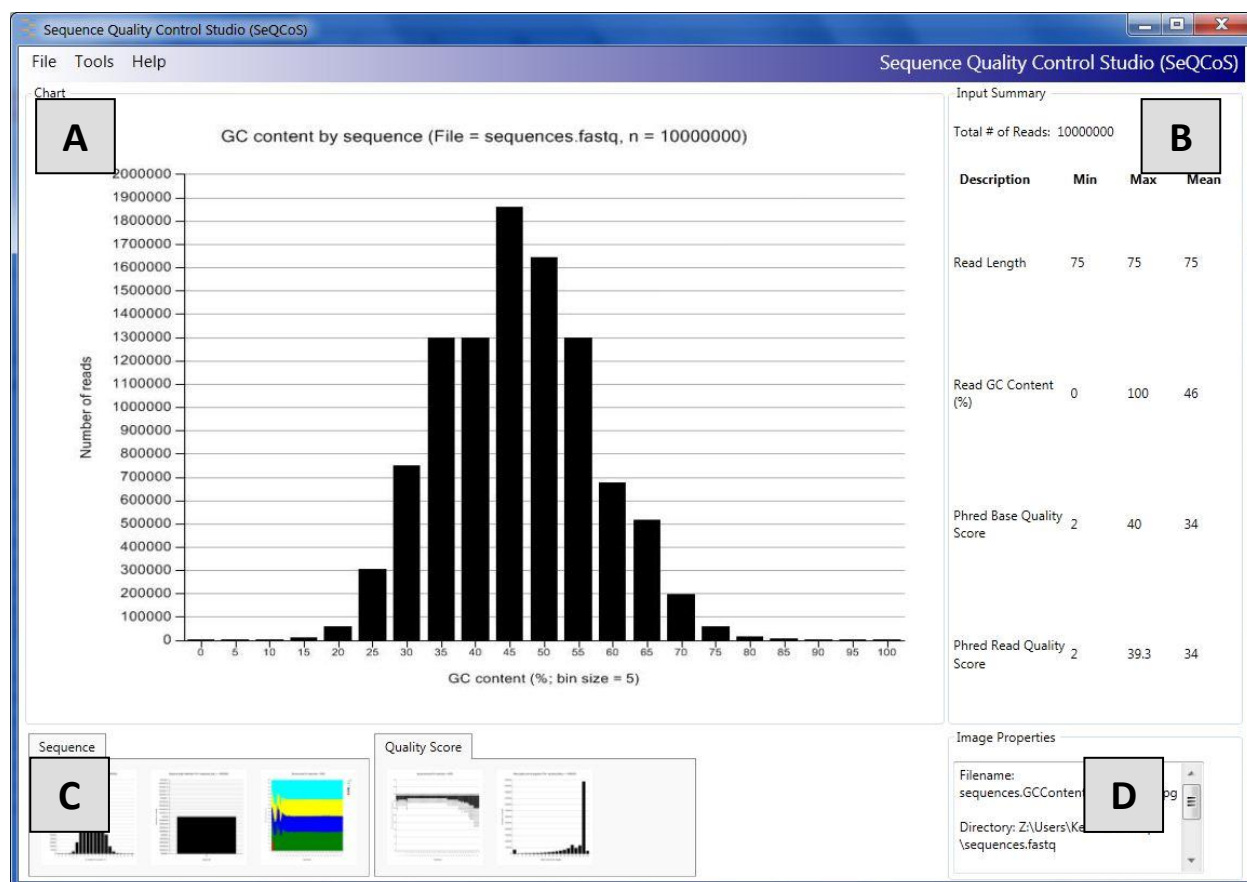 Sequence Quality Control Studio (SeQCoS)
File Tools Help
Sequence Quality Control Studio (SeQCoS)
Chart
A
GC content by sequence (File = sequences.fastq, n = 10000000)
2000000
1900000
1800000
1700000
1600000
1500000
1400000
1300000
1200000
1100000
1000000
900000
800000
700000
600000
500000
400000
300000
200000
100000
0
Number of reads
0 5 10 15 20 25 30 35 40 45 50 55 60 65 70 75 80 85 90 95 100
GC content (%; bin size = 5)
Input Summary
B
Total # of Reads: 10000000
Description Min Max Mean
Read Length 75 75 75
Read GC Content
(%) 0 100 46
Phred Base Quality
Score 2 40 34
Phred Read Quality
Score 2 39.3 34
Sequence
C
Quality Score
Image Properties
D
Filename:
sequences.GCContent
Directory: Z:\Users\
\sequences.fastq